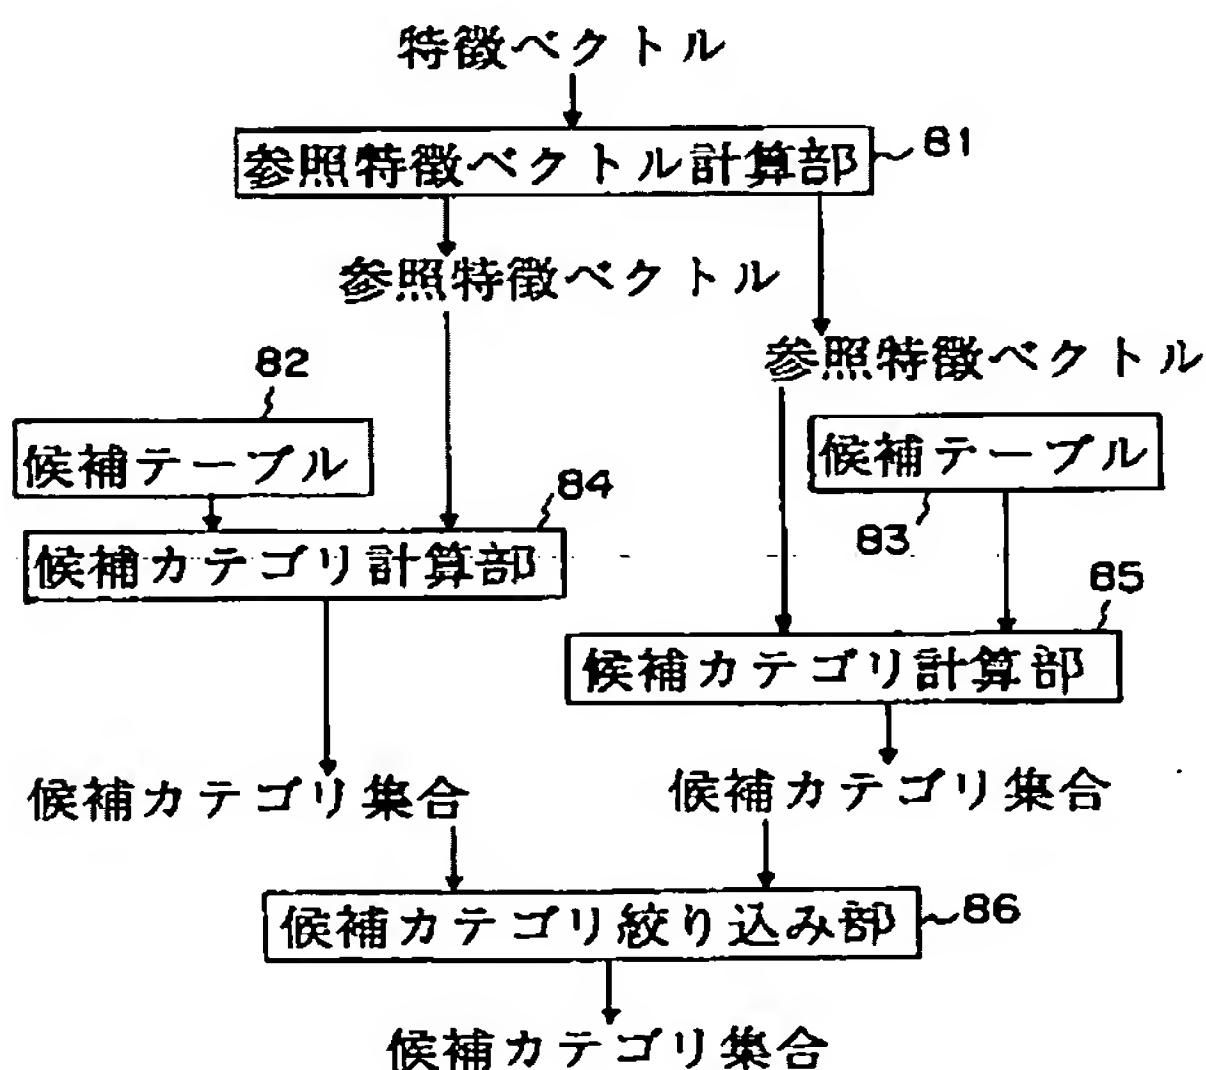 特徴ベクトル
参照特徴ベクトル計算部
81
参照特徴ベクトル
参照特徴ベクトル
82
候補テーブル
候補テーブル
83
84
候補カテゴリ計算部
85
候補カテゴリ計算部
候補カテゴリ集合
候補カテゴリ集合
候補カテゴリ絞り込み部
86
候補カテゴリ集合